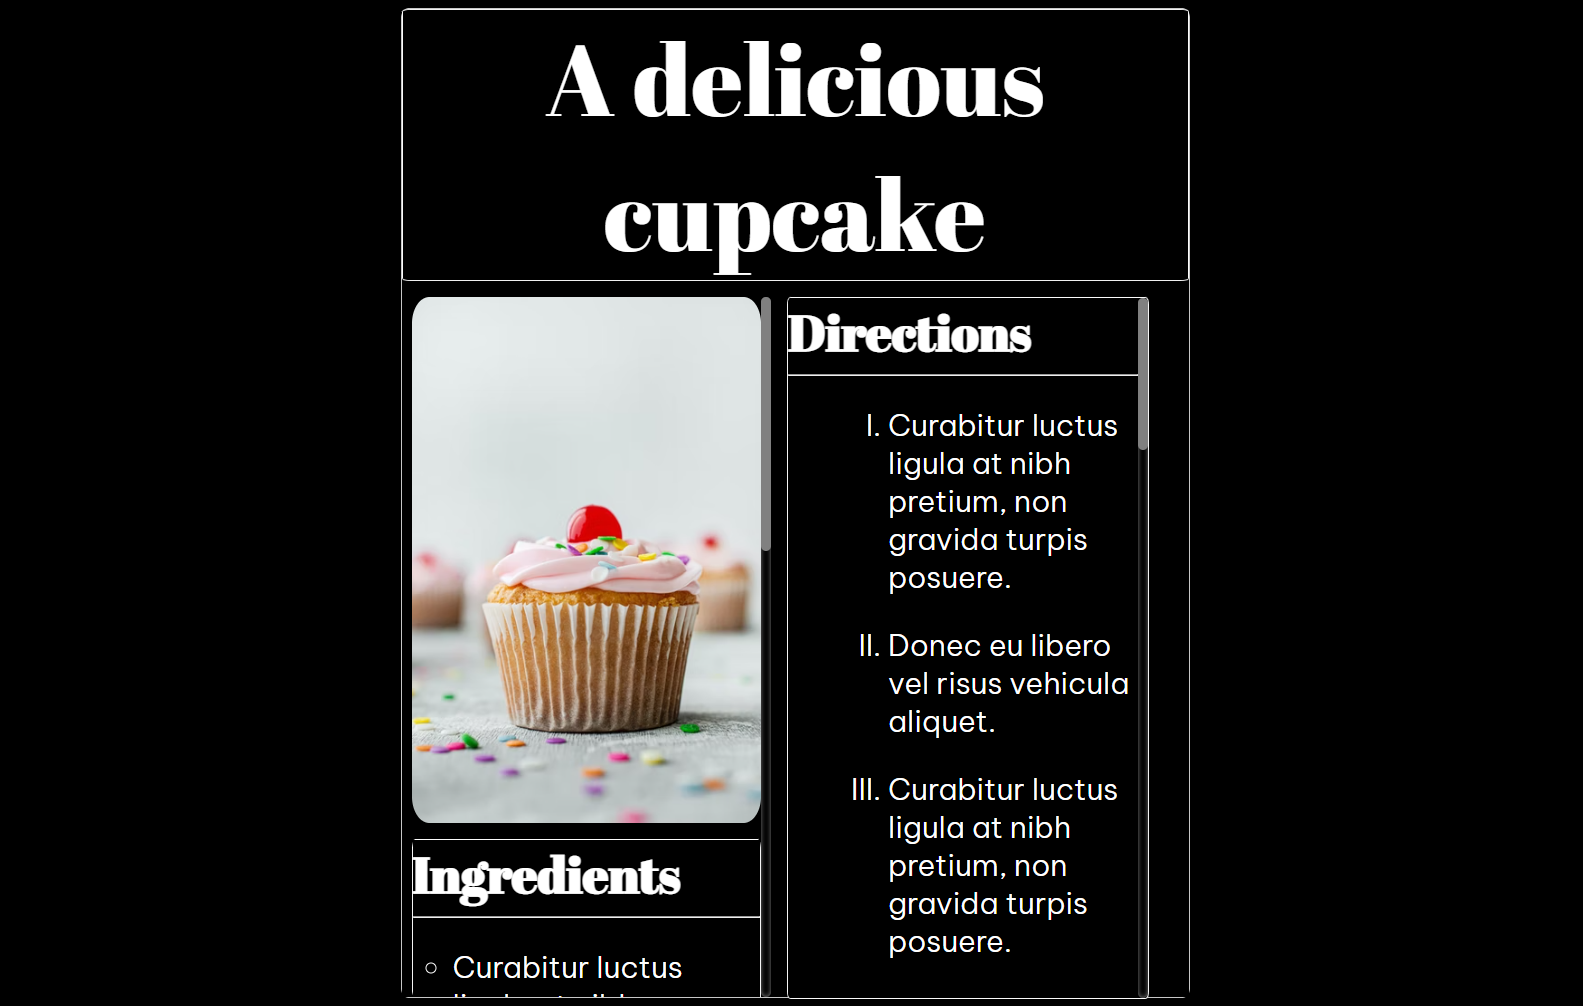 A delicious
cupcake
Ingredients
Curabitur luctus
Directions
I. Curabitur luctus
ligula at nibh
pretium, non
gravida turpis
posuere.
II. Donec eu libero
vel risus vehicula
aliquet.
III. Curabitur luctus
ligula at nibh
pretium, non
gravida turpis
posuere.